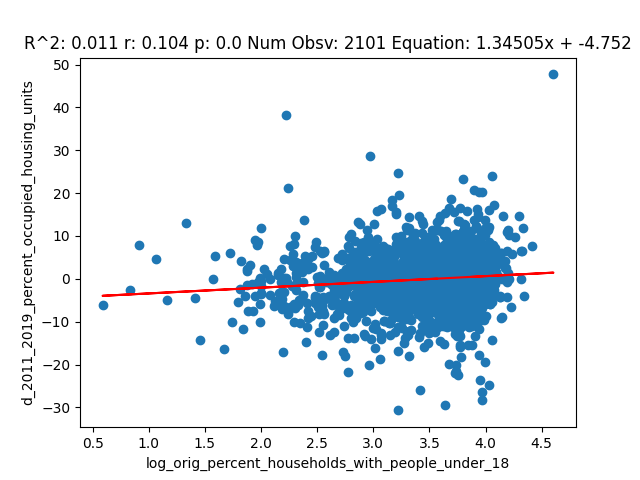 R^2: 0.011 r: 0.104 p: 0.0 Num Obsv: 2101 Equation: 1.34505x + -4.752
50
40
30
20
10
0
−10
−20
−30
d_2011_2019_percent_occupied_housing_units
0.5 1.0 1.5 2.0 2.5 3.0 3.5 4.0 4.5
log_orig_percent_households_with_people_under_18